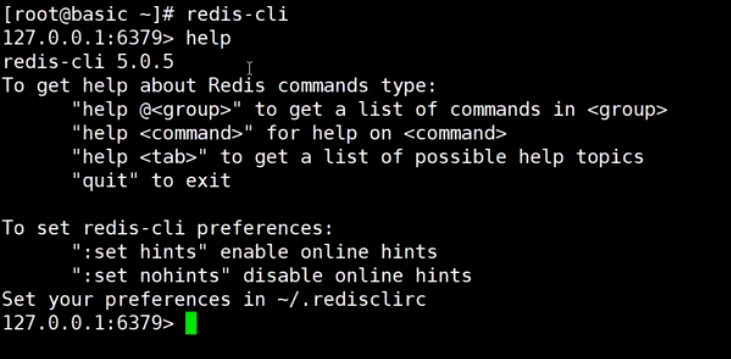 [root@basic ~]# redis-cli
127.0.0.1:6379> help
redis-cli 5.0.5
To get help about Redis commands type:
      "help @<group>" to get a list of commands in <group>
      "help <command>" for help on <command>
      "help <tab>" to get a list of possible help topics
      "quit" to exit

To set redis-cli preferences:
      ":set hints" enable online hints
      ":set nohints" disable online hints
Set your preferences in ~/.redisclirc
127.0.0.1:6379>